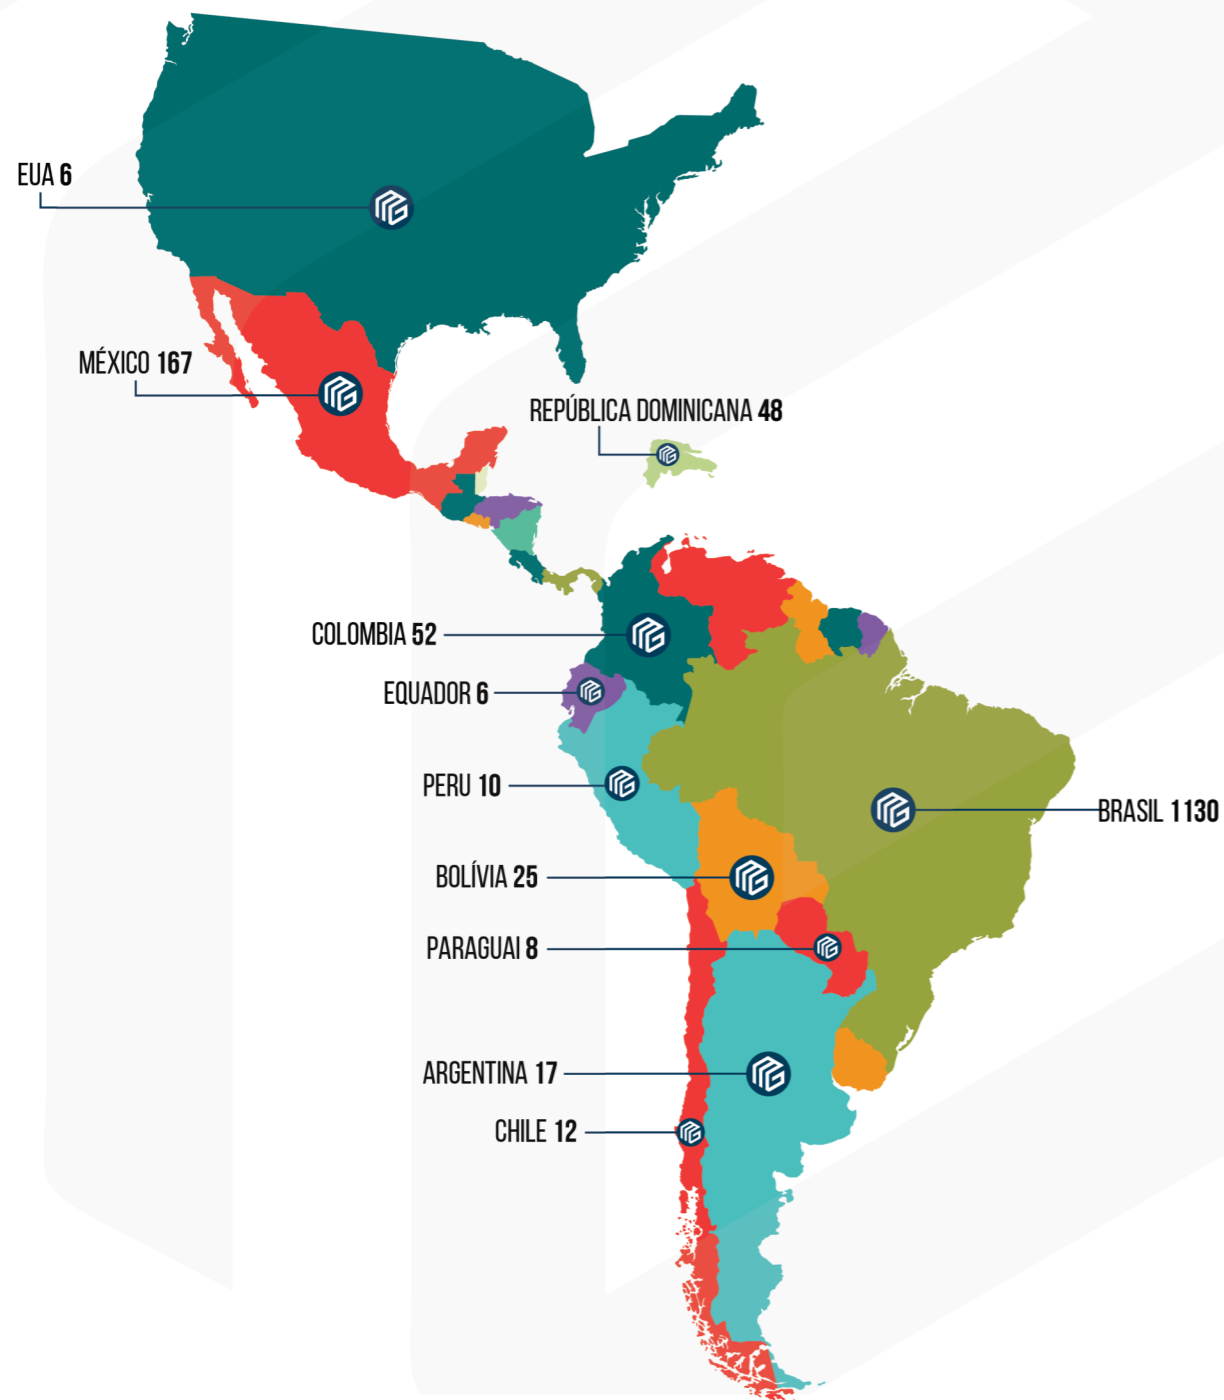 EUA 6
MÉXICO 167
REPÚBLICA DOMINICANA 48
COLOMBIA 52
EQUADOR 6
PERU 10
BRASIL 1130
BOLÍVIA 25
PARAGUAI 8
ARGENTINA 17
CHILE 12